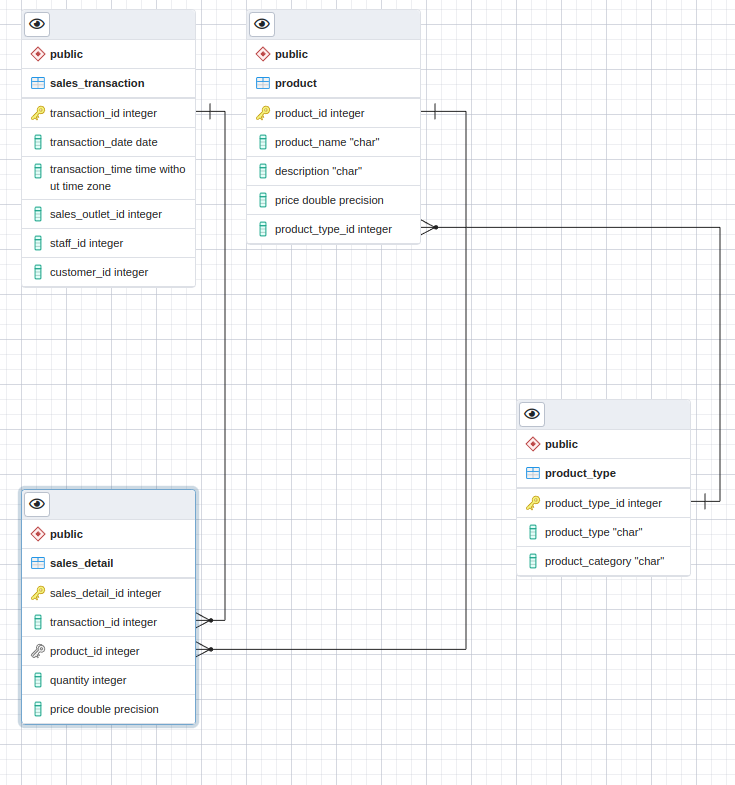 public
sales_transaction
transaction_id integer
transaction_date date
transaction_time time witho
ut time zone
sales_outlet_id integer
staff_id integer
customer_id integer
public
product
product_id integer
product_name "char"
description "char"
price double precision
product_type_id integer
public
product_type
product_type_id integer
product_type "char"
product_category "char"
public
sales_detail
sales_detail_id integer
transaction_id integer
product_id integer
quantity integer
price double precision